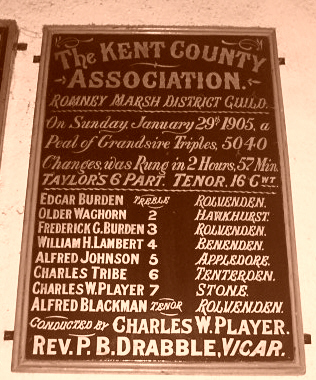 The KENT COUNTY
ASSOCIATION.
ROMNEY MARSH DISTRICT GUILD.
On Sunday, January 29th 1905, a
Peal of Grandsire Triples, 5040
Changes, was Rung in 2 Hours, 57 Min.
TAYLOR'S 6 PART. TENOR, 16 CWT.
EDGAR BURDEN TREBLE ROLVENDEN.
OLDER WAGHORN 2 HAWKHURST.
FREDERICK G. BURDEN 3 ROLVENDEN.
WILLIAM H. LAMBERT 4 BENENDEN.
ALFRED JOHNSON 5 APPLEDORE.
CHARLES TRIBE 6 TENTERDEN.
CHARLES W. PLAYER 7 STONE.
ALFRED BLACKMAN TENOR ROLVENDEN.
CONDUCTED BY CHARLES W. PLAYER.
REV. P. B. DRABBLE, VICAR.